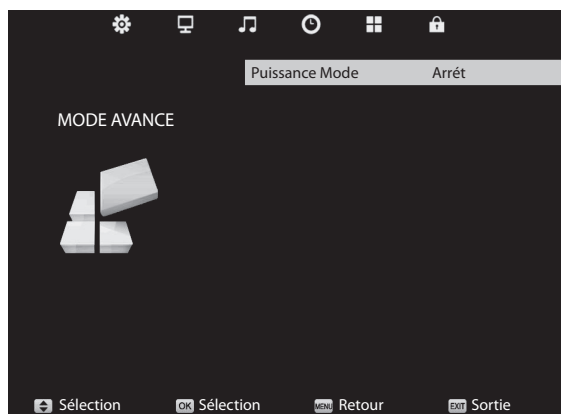 Puissance Mode Arrét
MODE AVANCE
Sélection OK Sélection MENU Retour EXIT Sortie